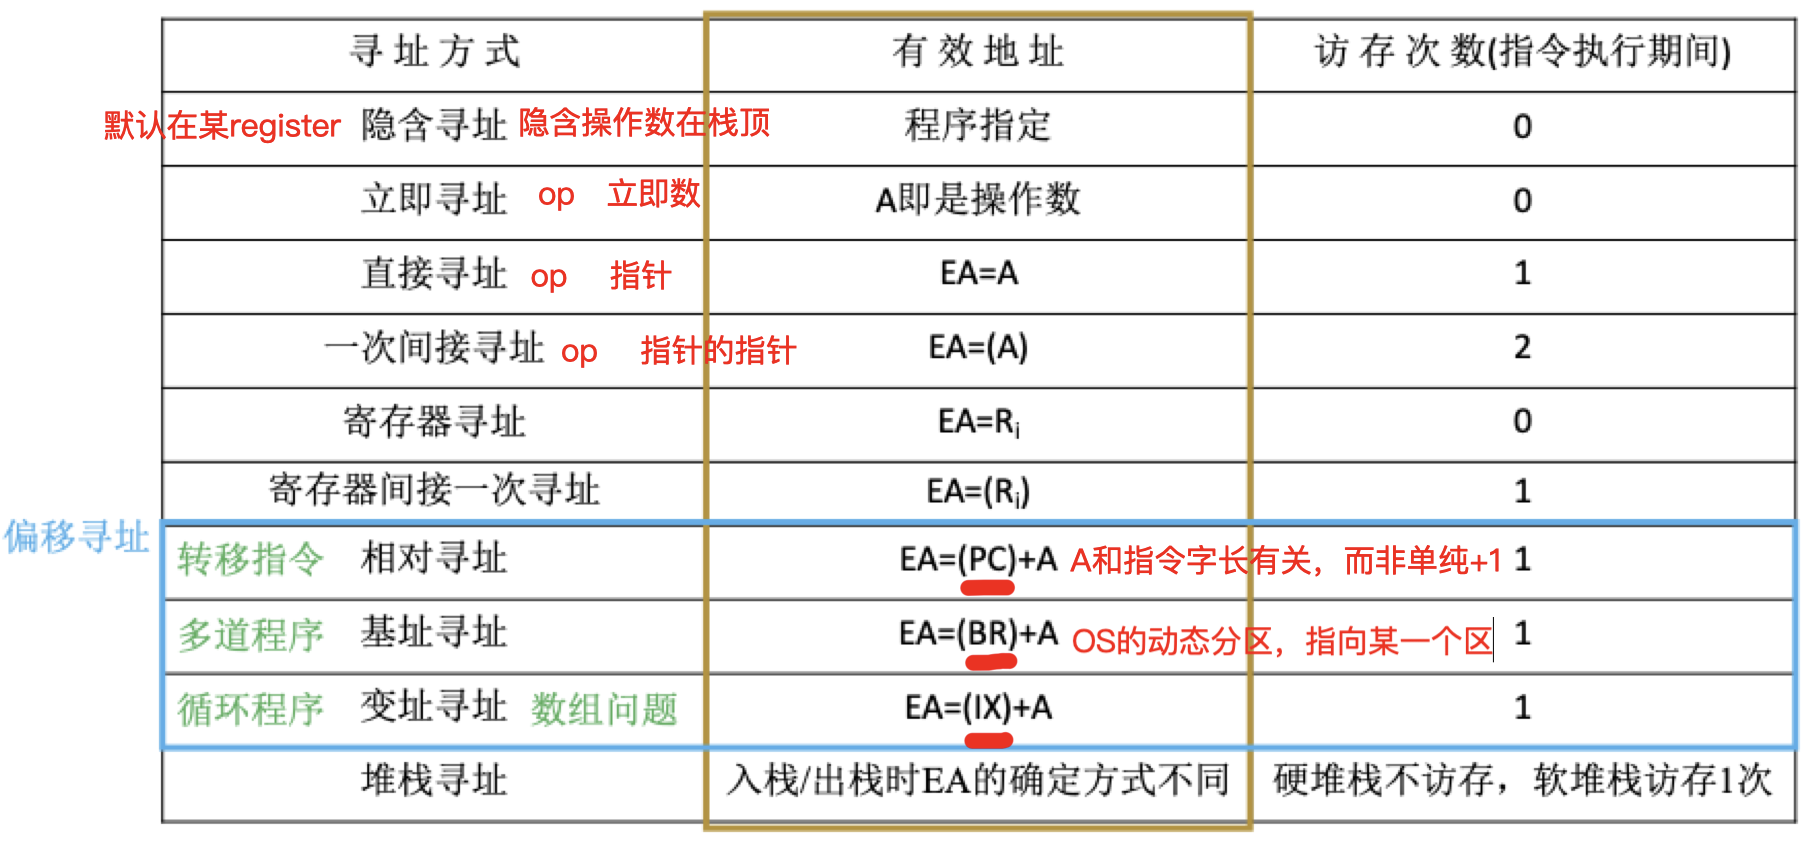 寻址方式 有效地址 访存次数(指令执行期间)
默认在某register 隐含寻址 隐含操作数在栈顶 程序指定 0
立即寻址 op 立即数 A即是操作数 0
直接寻址 op 指针 EA=A 1
一次间接寻址 op 指针的指针 EA=(A) 2
寄存器寻址 EA=Ri 0
寄存器间接一次寻址 EA=(Ri) 1
偏移寻址
转移指令 相对寻址 EA=(PC)+A A和指令字长有关，而非单纯+1 1
多道程序 基址寻址 EA=(BR)+A OS的动态分区，指向某一个区 1
循环程序 变址寻址 数组问题 EA=(IX)+A 1
堆栈寻址 入栈/出栈时EA的确定方式不同 硬堆栈不访存，软堆栈访存1次